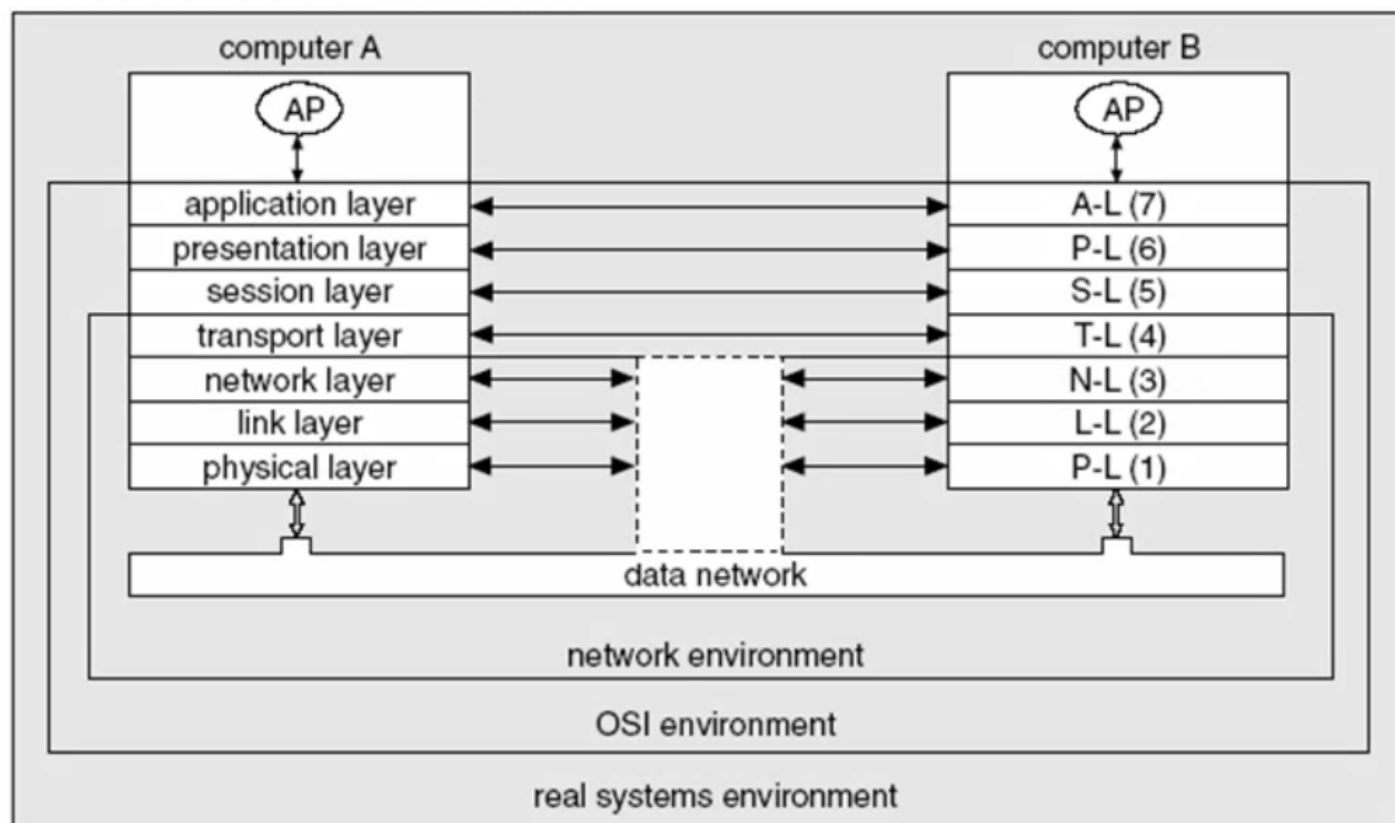 computer A
computer B
AP
AP
application layer
A-L (7)
presentation layer
P-L (6)
session layer
S-L (5)
transport layer
T-L (4)
network layer
N-L (3)
link layer
L-L (2)
physical layer
P-L (1)
data network
network environment
OSI environment
real systems environment